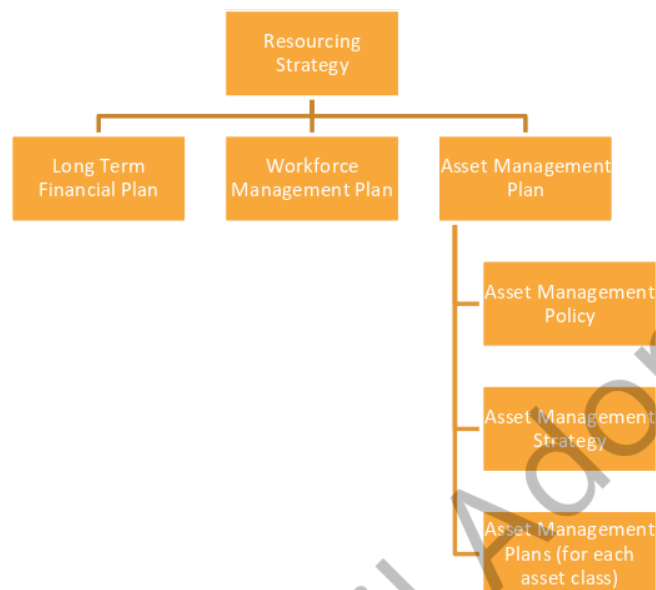 Resourcing
Strategy
Long Term
Financial Plan
Workforce
Management Plan
Asset Management
Plan
Asset Management
Policy
Asset Management
Strategy
Asset Management
Plans (for each
asset class)